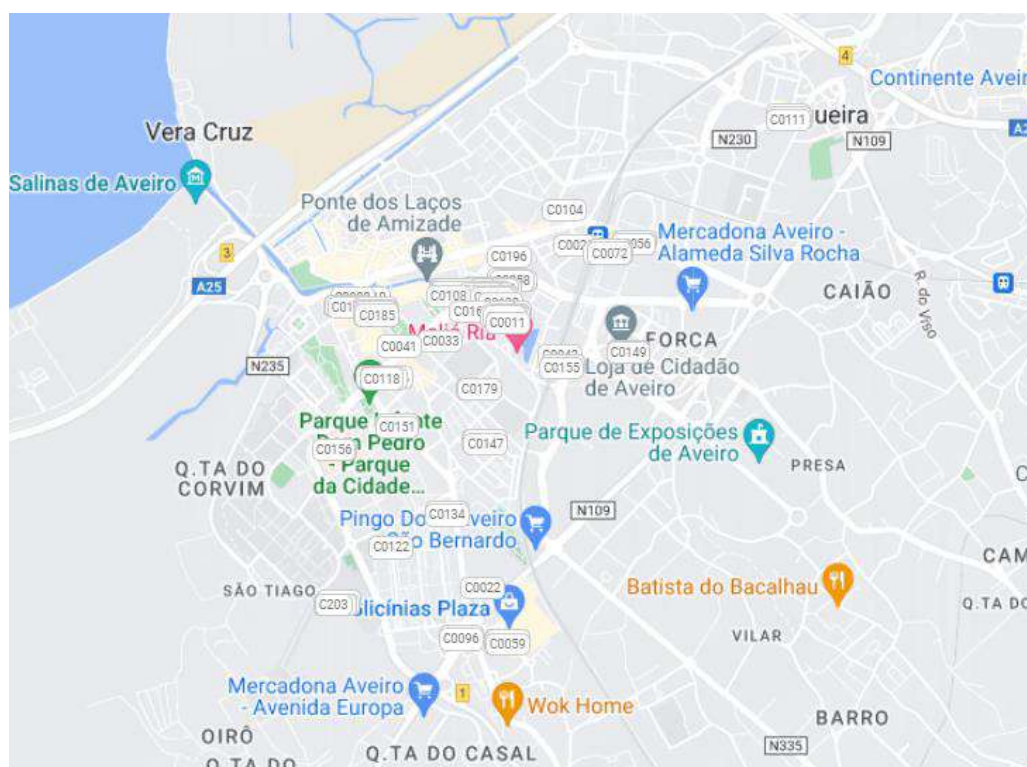 4
Continente Aveir
C0111
ueira
Vera Cruz
N230
N109
Salinas de Aveiro
Ponte dos Laços
de Amizade
C0104
Mercadona Aveiro -
Alameda Silva Rocha
C0072
C0196
3
A25
CAIÃO
R. do Viso
C0108
C0185
C0011
C0033
FORCA
C0041
C0149
Loja de Cidadão
de Aveiro
C0155
N235
C0118
C0179
Parque
Pedro
- Parque
da Cidade...
C0151
C0156
C0147
Parque de Exposições
de Aveiro
PRESA
Q.TA DO
CORVIM
C0134
N109
Pingo Do
veiro
São Bernardo
C0122
CAM
SÃO TIAGO
C0022
Batista do Bacalhau
Q.TA DO
C203
licínias Plaza
VILAR
C0096
C0059
Mercadona Aveiro
- Avenida Europa
1
Wok Home
BARRO
OIRÔ
Q.TA DO CASAL
N335
Q.TA DO